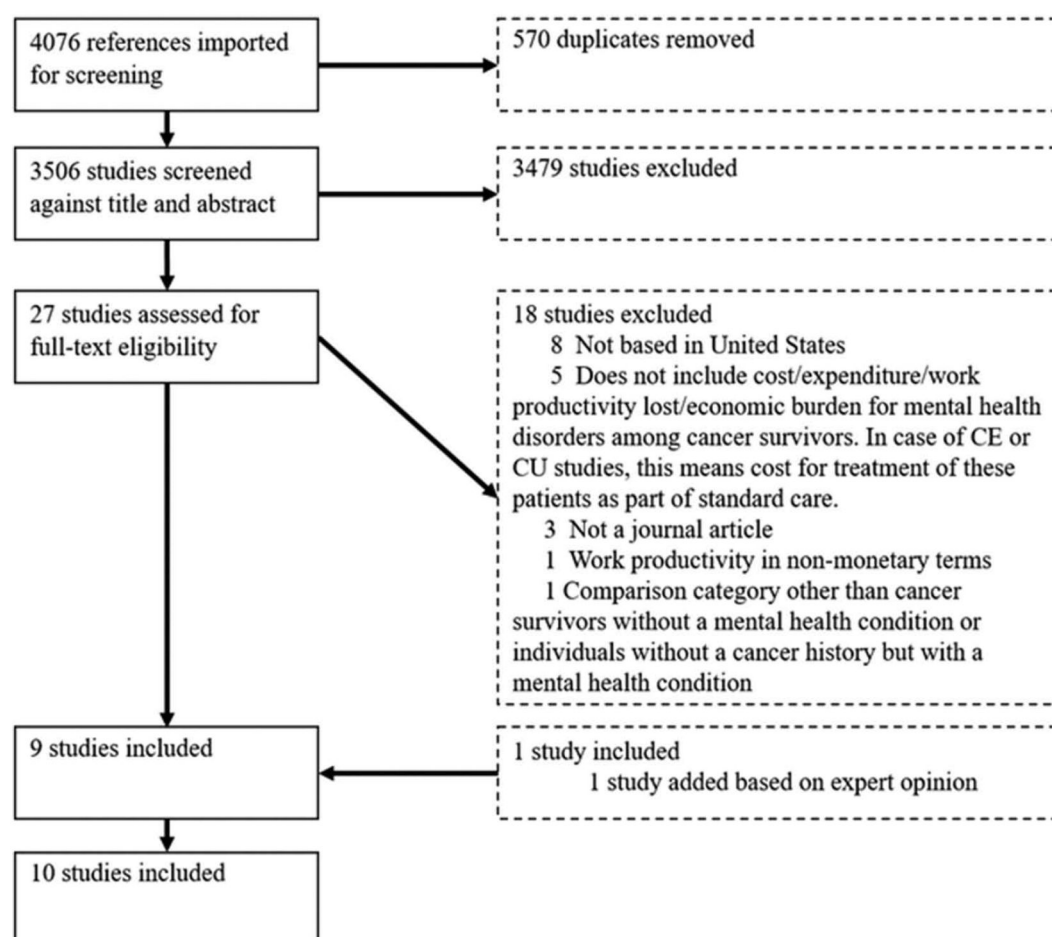 4076 references imported
for screening
570 duplicates removed
3506 studies screened
against title and abstract
3479 studies excluded
27 studies assessed for
full-text eligibility
18 studies excluded
8 Not based in United States
5 Does not include cost/expenditure/work
productivity lost/economic burden for mental health
disorders among cancer survivors. In case of CE or
CU studies, this means cost for treatment of these
patients as part of standard care.
3 Not a journal article
1 Work productivity in non-monetary terms
1 Comparison category other than cancer
survivors without a mental health condition or
individuals without a cancer history but with a
mental health condition
9 studies included
1 study included
1 study added based on expert opinion
10 studies included